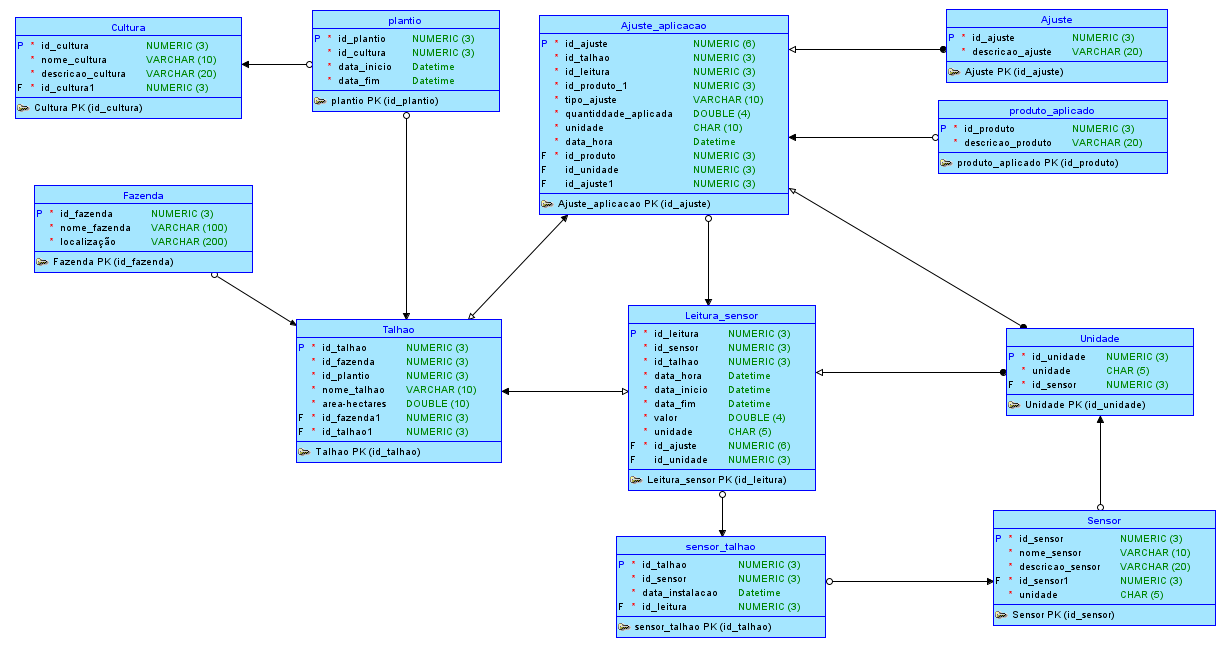 Cultura
P * id_cultura NUMERIC (3)
* nome_cultura VARCHAR (10)
* descricao_cultura VARCHAR (20)
F * id_cultura1 NUMERIC (3)
Cultura PK (id_cultura)
plantio
P * id_plantio NUMERIC (3)
* id_cultura NUMERIC (3)
* data_inicio Datetime
* data_fim Datetime
plantio PK (id_plantio)
Ajuste_aplicacao
P * id_ajuste NUMERIC (6)
* id_talhao NUMERIC (3)
* id_leitura NUMERIC (3)
* id_produto_1 NUMERIC (3)
* tipo_ajuste VARCHAR (10)
* quantiddade_aplicada DOUBLE (4)
* unidade CHAR (10)
* data_hora Datetime
F * id_produto NUMERIC (3)
F id_unidade NUMERIC (3)
F id_ajuste1 NUMERIC (3)
Ajuste_aplicacao PK (id_ajuste)
Ajuste
P * id_ajuste NUMERIC (3)
* descricao_ajuste VARCHAR (20)
Ajuste PK (id_ajuste)
produto_aplicado
P * id_produto NUMERIC (3)
* descricao_produto VARCHAR (20)
produto_aplicado PK (id_produto)
Fazenda
P * id_fazenda NUMERIC (3)
* nome_fazenda VARCHAR (100)
* localização VARCHAR (200)
Fazenda PK (id_fazenda)
Talhao
P * id_talhao NUMERIC (3)
* id_fazenda NUMERIC (3)
* id_plantio NUMERIC (3)
* nome_talhao VARCHAR (10)
* area-hectares DOUBLE (10)
F * id_fazenda1 NUMERIC (3)
F * id_talhao1 NUMERIC (3)
Talhao PK (id_talhao)
Leitura_sensor
P * id_leitura NUMERIC (3)
* id_sensor NUMERIC (3)
* id_talhao NUMERIC (3)
* data_hora Datetime
* data_inicio Datetime
* data_fim Datetime
* valor DOUBLE (4)
* unidade CHAR (5)
F * id_ajuste NUMERIC (6)
F id_unidade NUMERIC (3)
Leitura_sensor PK (id_leitura)
Unidade
P * id_unidade NUMERIC (3)
* unidade CHAR (5)
F * id_sensor NUMERIC (3)
Unidade PK (id_unidade)
sensor_talhao
P * id_talhao NUMERIC (3)
* id_sensor NUMERIC (3)
* data_instalacao Datetime
F * id_leitura NUMERIC (3)
sensor_talhao PK (id_talhao)
Sensor
P * id_sensor NUMERIC (3)
* nome_sensor VARCHAR (10)
* descricao_sensor VARCHAR (20)
F * id_sensor1 NUMERIC (3)
* unidade CHAR (5)
Sensor PK (id_sensor)